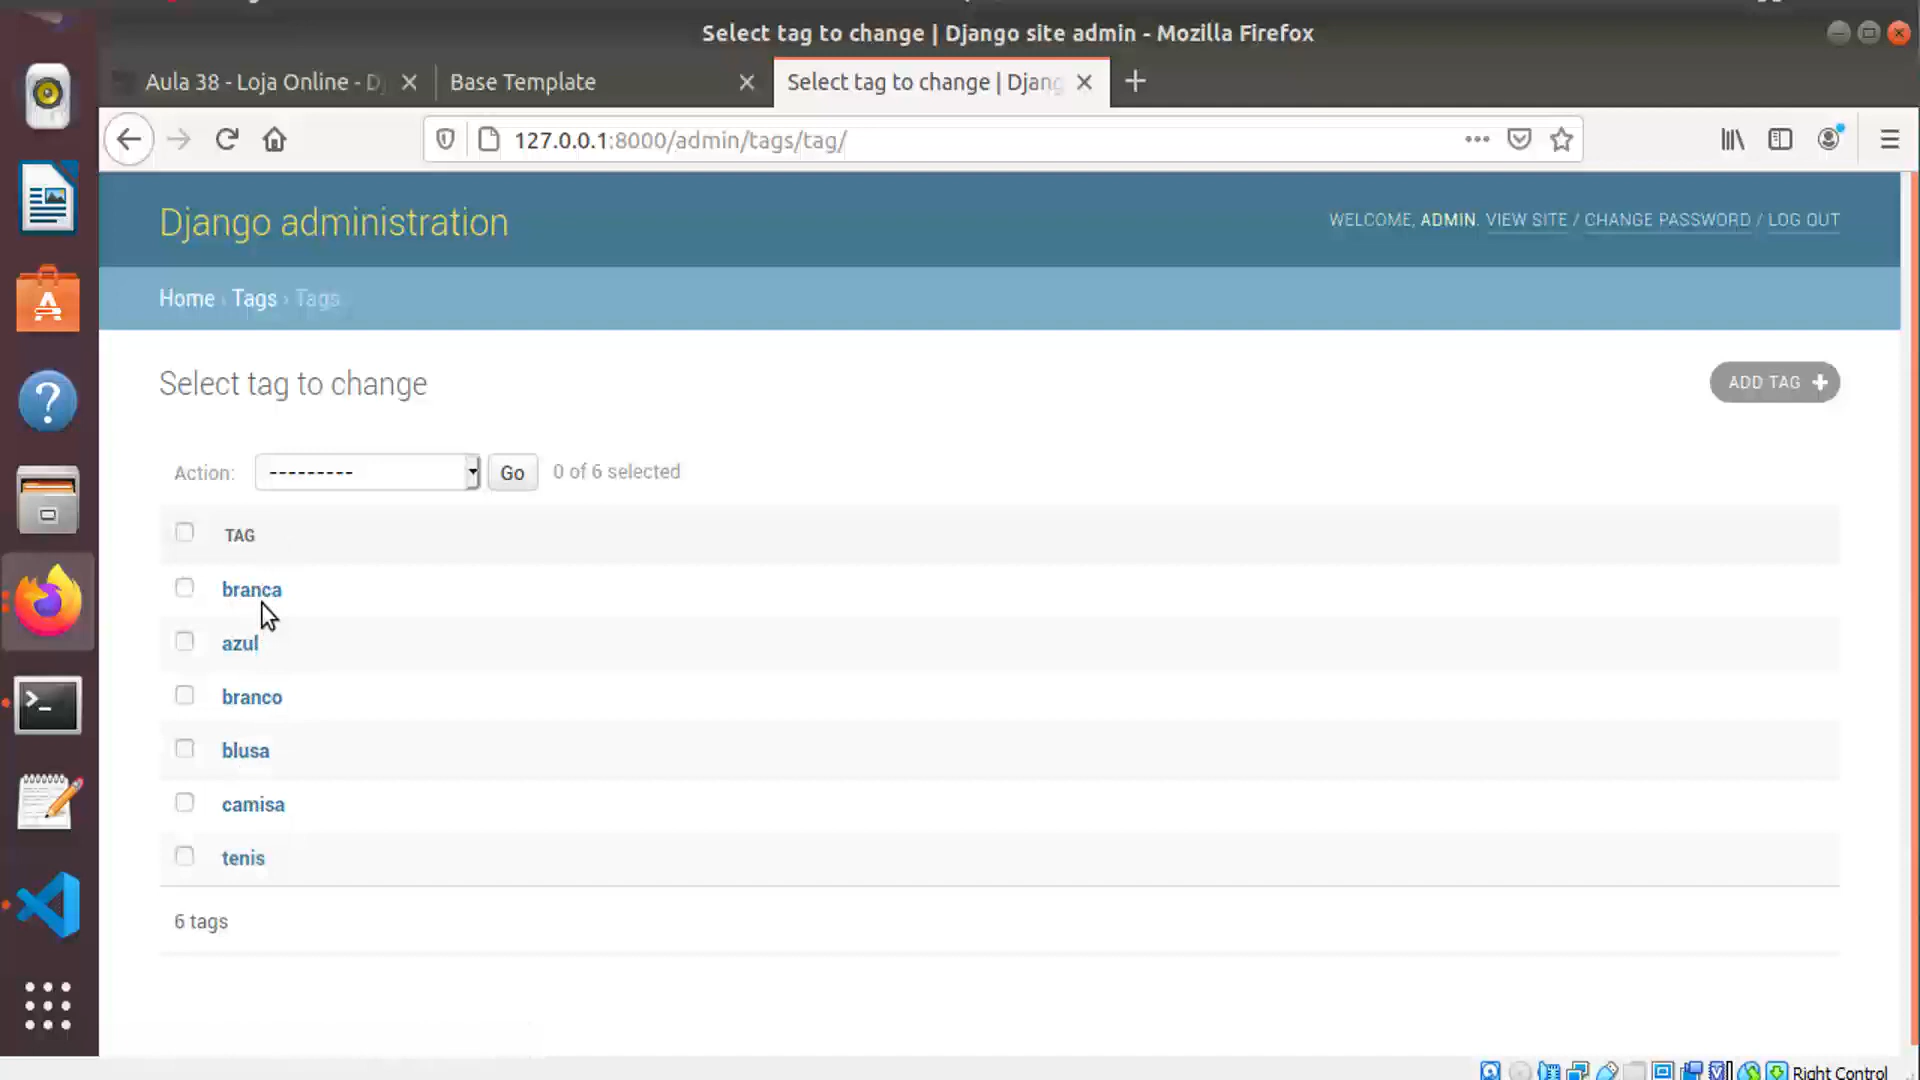 Select tag to change | Django site admin - Mozilla Firefox
Aula 38 - Loja Online - D
Base Template
Select tag to change | Djang
127.0.0.1:8000/admin/tags/tag/
Django administration
WELCOME, ADMIN. VIEW SITE / CHANGE PASSWORD / LOG OUT
Home › Tags › Tags
Select tag to change
ADD TAG +
Action: --------- Go 0 of 6 selected
TAG
branca
azul
branco
blusa
camisa
tenis
6 tags
Right Control